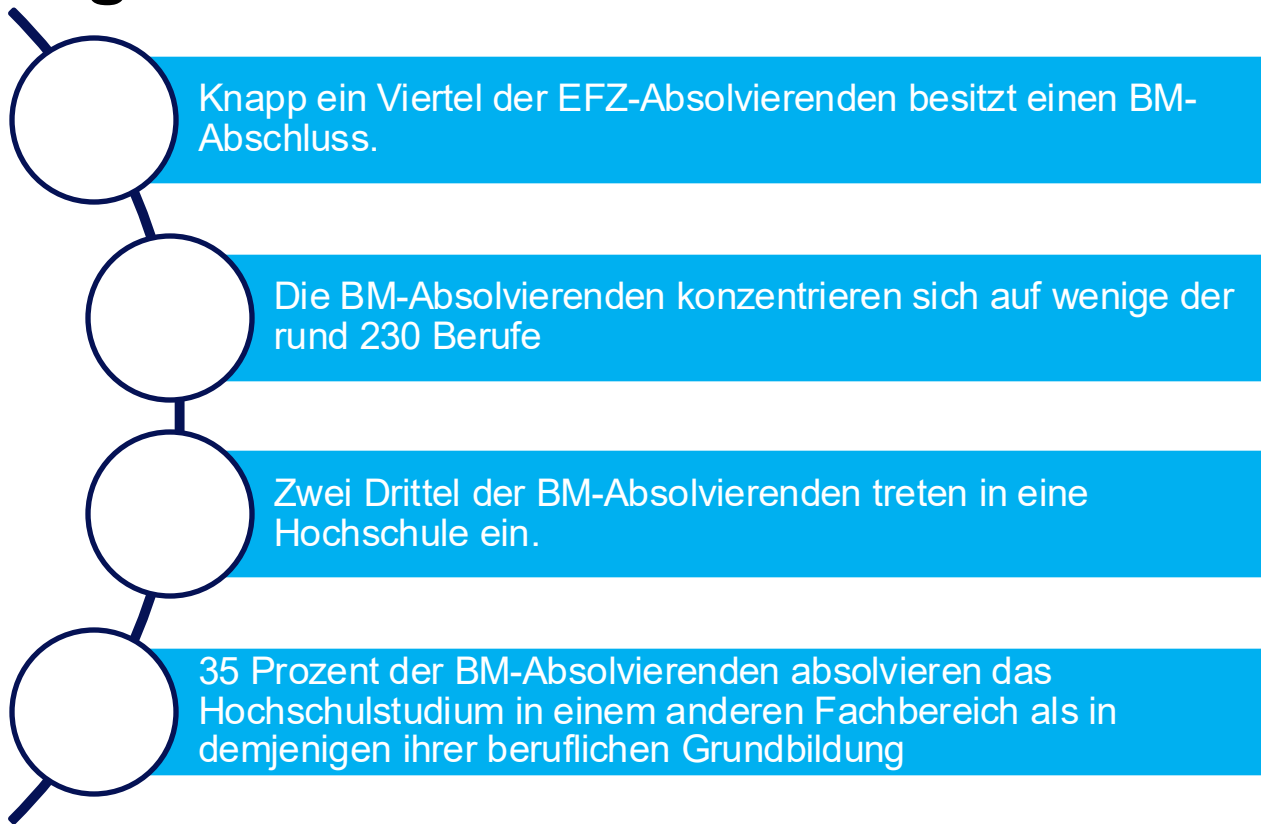 Knapp ein Viertel der EFZ-Absolvierenden besitzt einen BM-
Abschluss.
Die BM-Absolvierenden konzentrieren sich auf wenige der
rund 230 Berufe
Zwei Drittel der BM-Absolvierenden treten in eine
Hochschule ein.
35 Prozent der BM-Absolvierenden absolvieren das
Hochschulstudium in einem anderen Fachbereich als in
demjenigen ihrer beruflichen Grundbildung